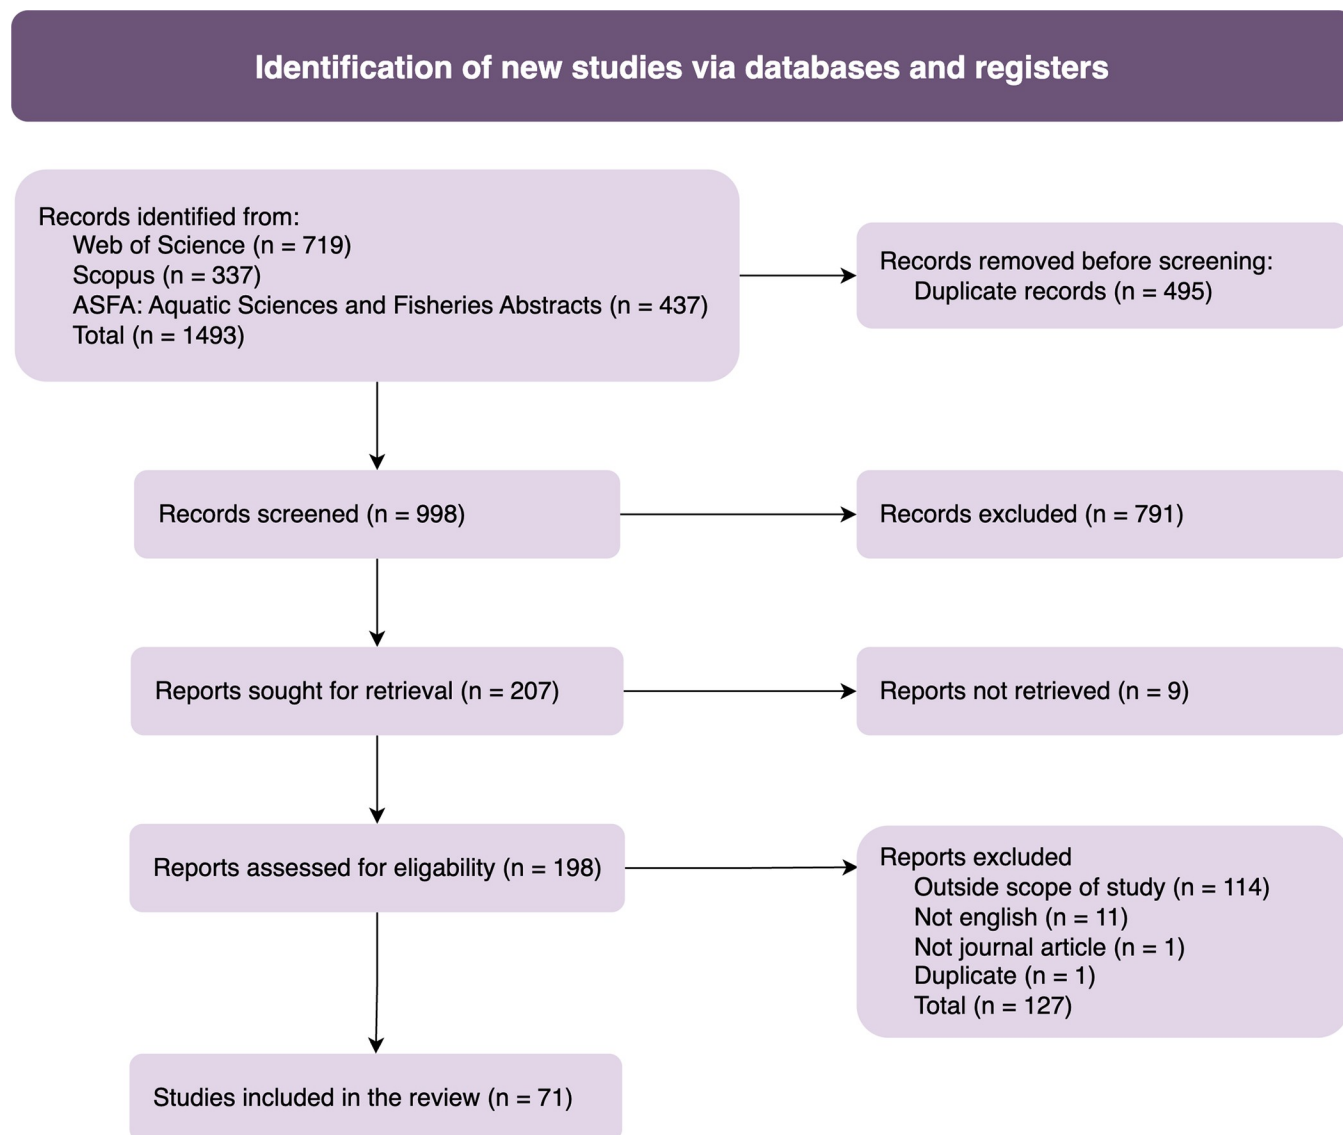 Identification of new studies via databases and registers
Records identified from:
Web of Science (n = 719)
Scopus (n = 337)
ASFA: Aquatic Sciences and Fisheries Abstracts (n = 437)
Total (n = 1493)
Records removed before screening:
Duplicate records (n = 495)
Records screened (n = 998)
Records excluded (n = 791)
Reports sought for retrieval (n = 207)
Reports not retrieved (n = 9)
Reports assessed for eligability (n = 198)
Reports excluded
Outside scope of study (n = 114)
Not english (n = 11)
Not journal article (n = 1)
Duplicate (n = 1)
Total (n = 127)
Studies included in the review (n = 71)